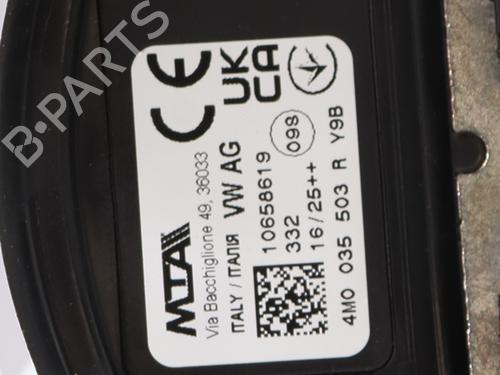 MTA
Via Bacchiglione 49, 36033
ITALY / ІТАЛІЯ VW AG
CE
UK
CA
10658619
332
16/25++
098
4M0 035 503 R Y9B
B-PARTS